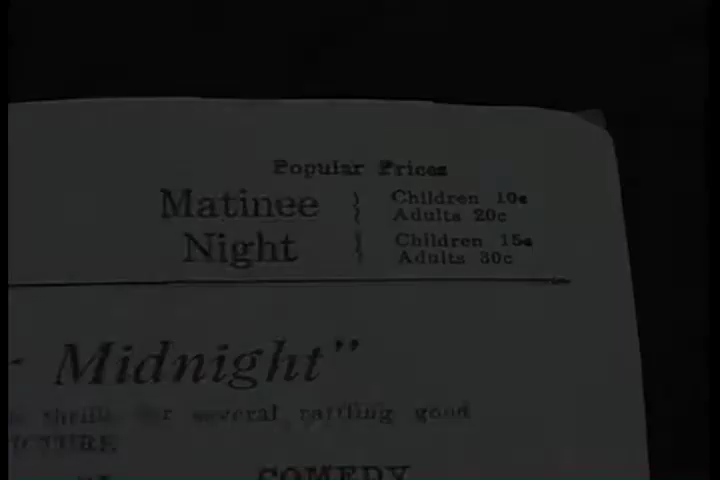 Popular Prices
Matinee } Children 10c
Adults 20c
Night } Children 15c
Adults 30c
Midnight"
thrills for several rattling good
PICTURE
COMEDY